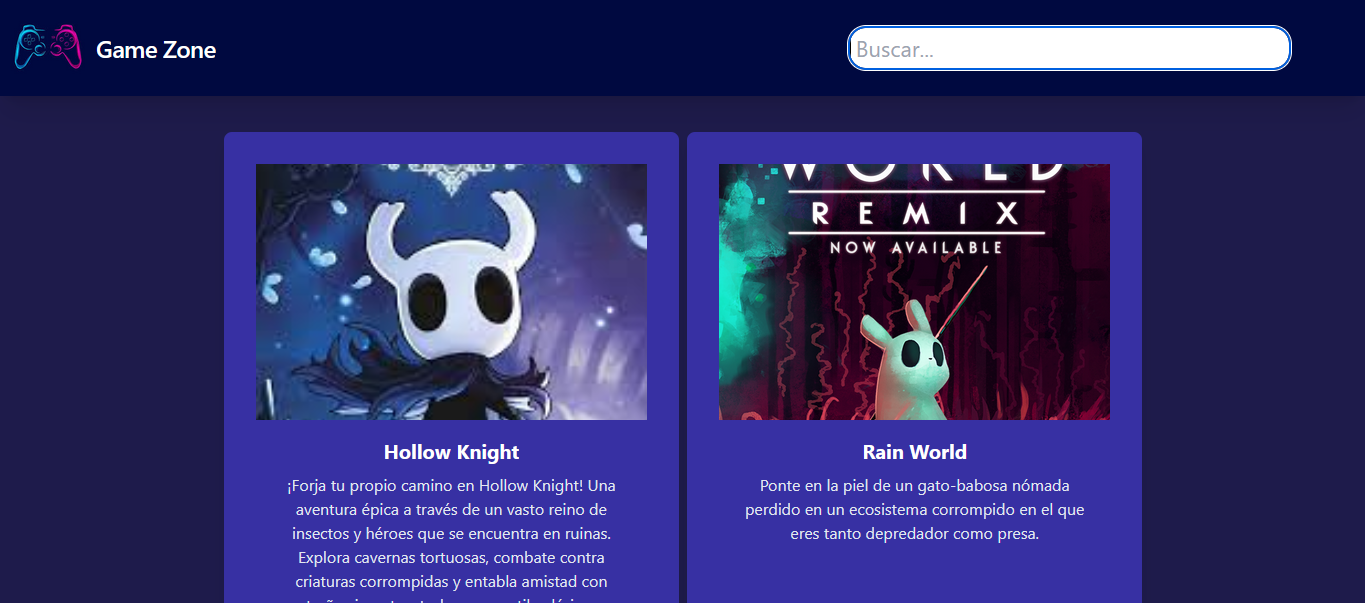 Game Zone
Buscar...
WORLD
REMIX
NOW AVAILABLE
Hollow Knight
¡Forja tu propio camino en Hollow Knight! Una
aventura épica a través de un vasto reino de
insectos y héroes que se encuentra en ruinas.
Explora cavernas tortuosas, combate contra
criaturas corrompidas y entabla amistad con
Rain World
Ponte en la piel de un gato-babosa nómada
perdido en un ecosistema corrompido en el que
eres tanto depredador como presa.